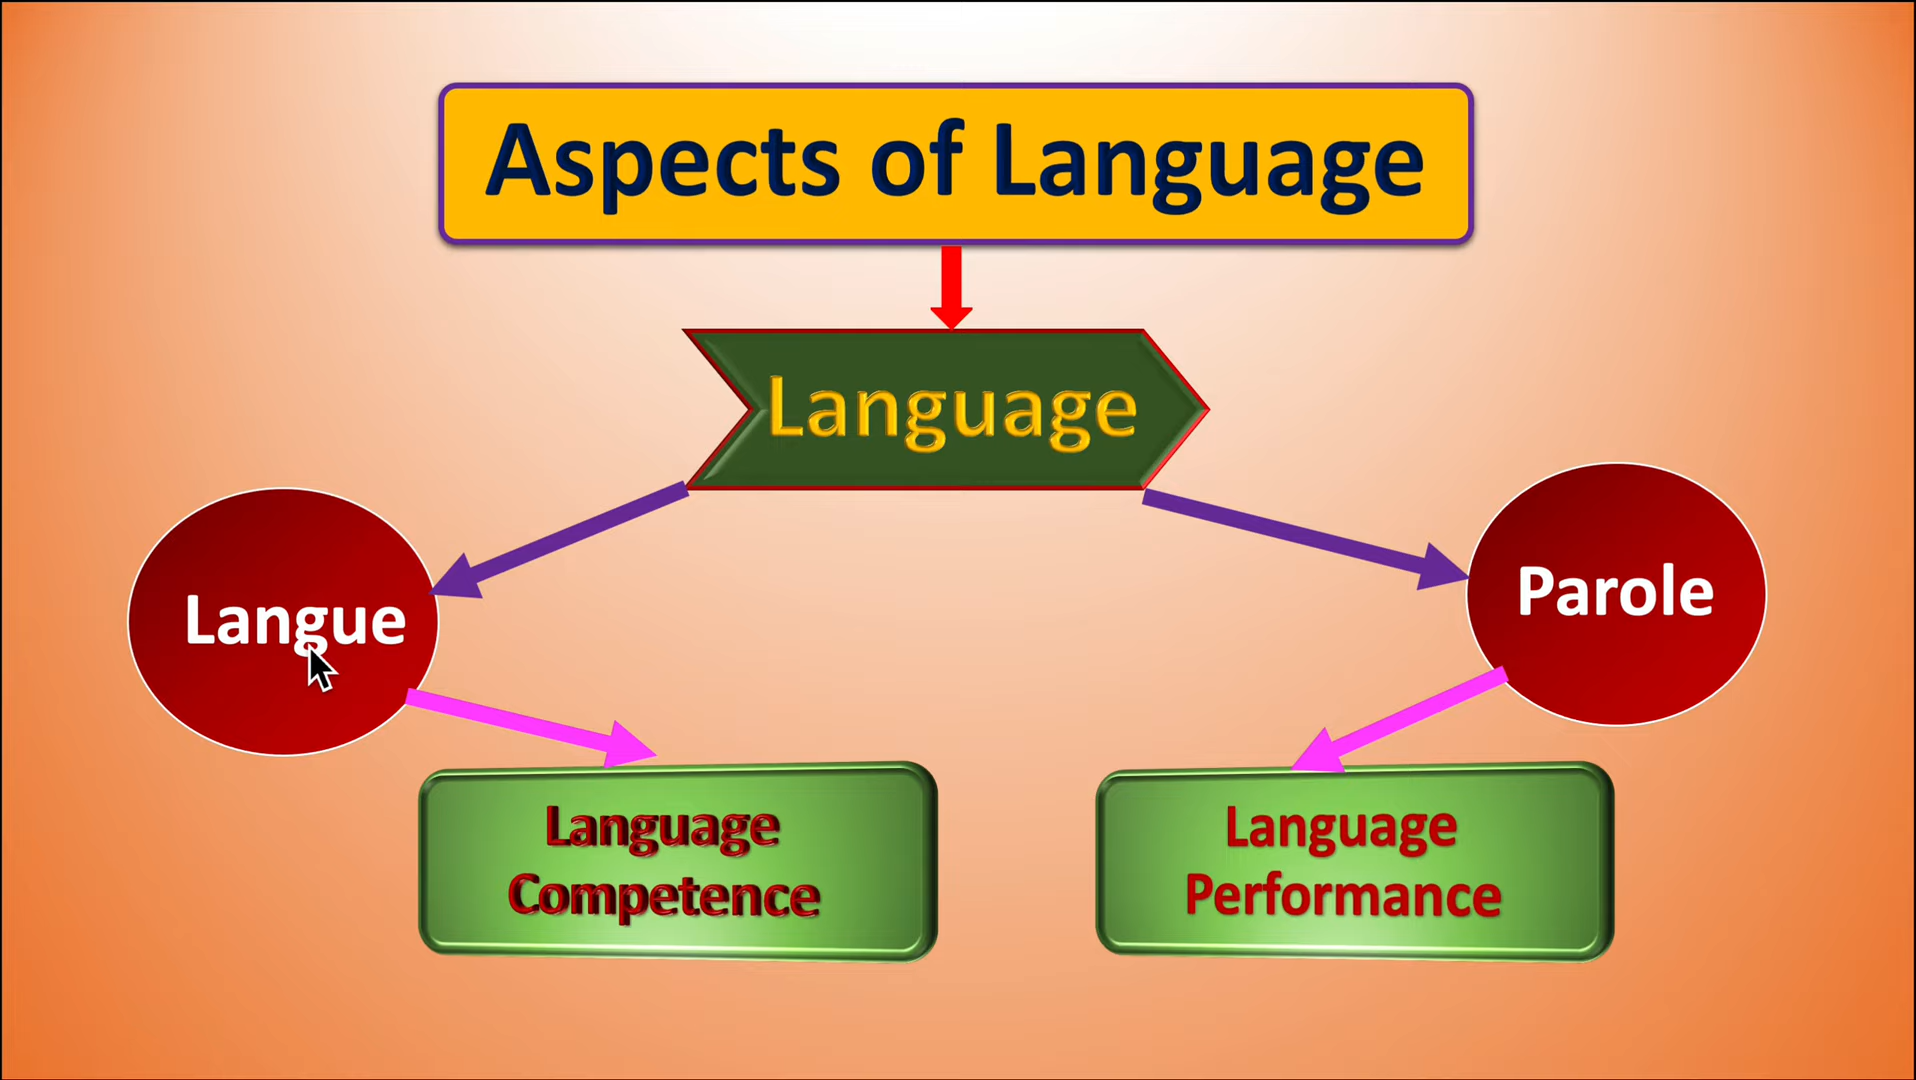 Aspects of Language
Language
Langue
Parole
Language
Competence
Language
Performance